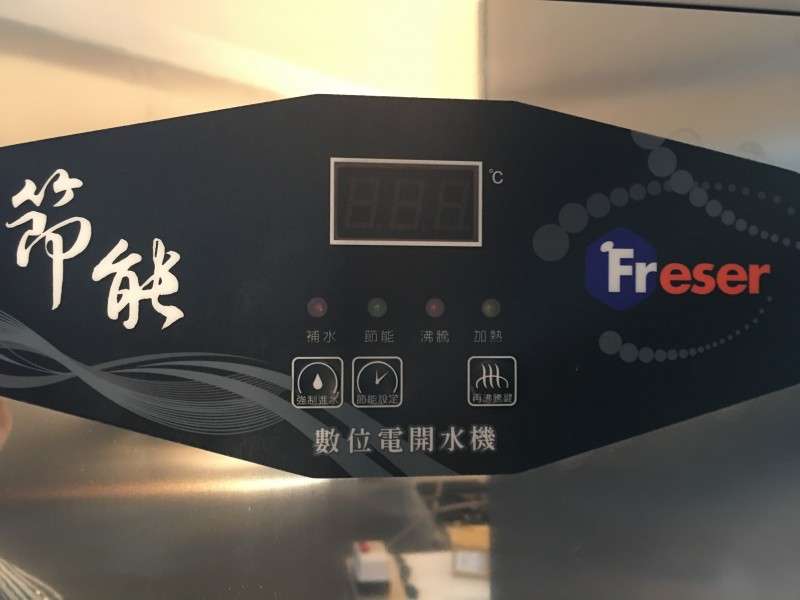 節能
℃
Freser
補水 節能 沸騰 加熱
強制進水 節能設定 再沸騰鍵
數位電開水機